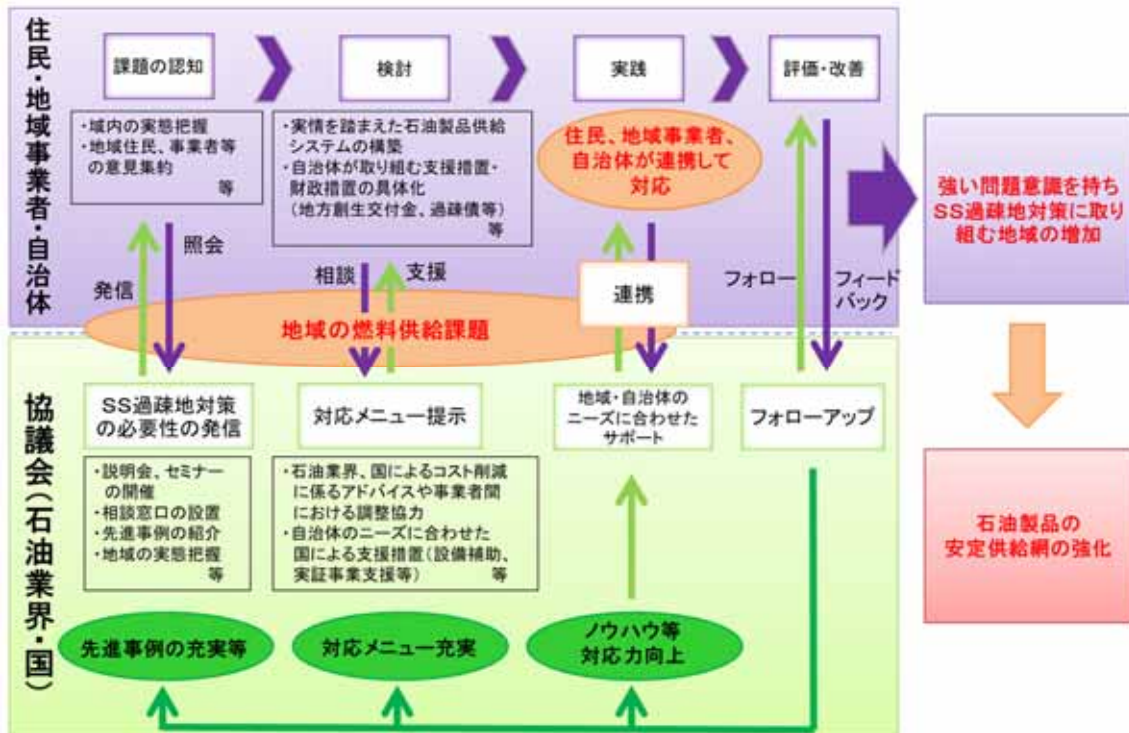 住民・地域事業者・自治体
課題の認知
検討
実践
評価・改善
・域内の実態把握
・地域住民、事業者等
の意見集約
等
・実情を踏まえた石油製品供給
システムの構築
・自治体が取り組む支援措置・
財政措置の具体化
（地方創生交付金、過疎債等）
等
住民、地域事業者、
自治体が連携して
対応
強い問題意識を持ち
ＳＳ過疎地対策に取り
組む地域の増加
発信
照会
相談
支援
連携
フォロー
フィード
バック
地域の燃料供給課題
協議会（石油業界・国）
ＳＳ過疎地対策
の必要性の発信
対応メニュー提示
地域・自治体の
ニーズに合わせた
サポート
フォローアップ
・説明会、セミナー
の開催
・相談窓口の設置
・先進事例の紹介
・地域の実態把握
等
・石油業界、国によるコスト削減
に係るアドバイスや事業者間
における調整協力
・自治体のニーズに合わせた
国による支援措置（設備補助、
実証事業支援等） 等
石油製品の
安定供給網の強化
先進事例の充実等
対応メニュー充実
ノウハウ等
対応力向上